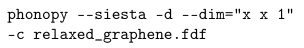 phonopy --siesta -d --dim="x x 1"
-c relaxed_graphene.fdf